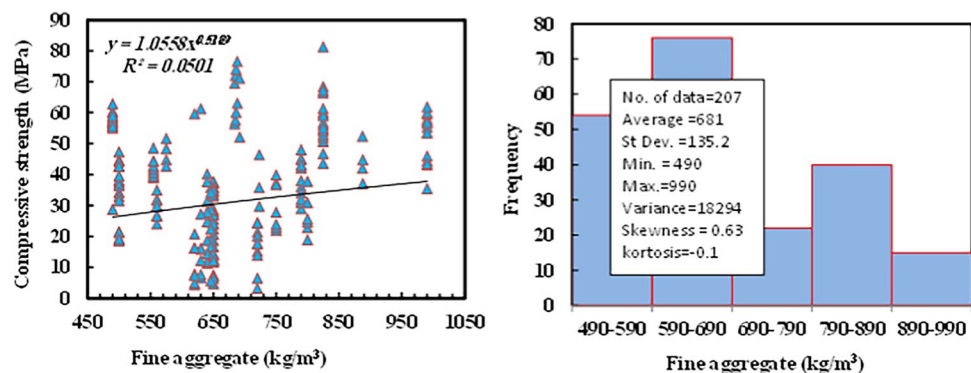 y = 1.0558x^0.5189
R² = 0.0501
Compressive strength (MPa)
90
80
70
60
50
40
30
20
10
0
450 550 650 750 850 950 1050
Fine aggregate (kg/m³)
Frequency
80
70
60
50
40
30
20
10
0
No. of data=207
Average =681
St Dev. =135.2
Min. = 490
Max.=990
Variance=18294
Skewness = 0.63
kortosis=-0.1
490-590 590-690 690-790 790-890 890-990
Fine aggregate (kg/m³)